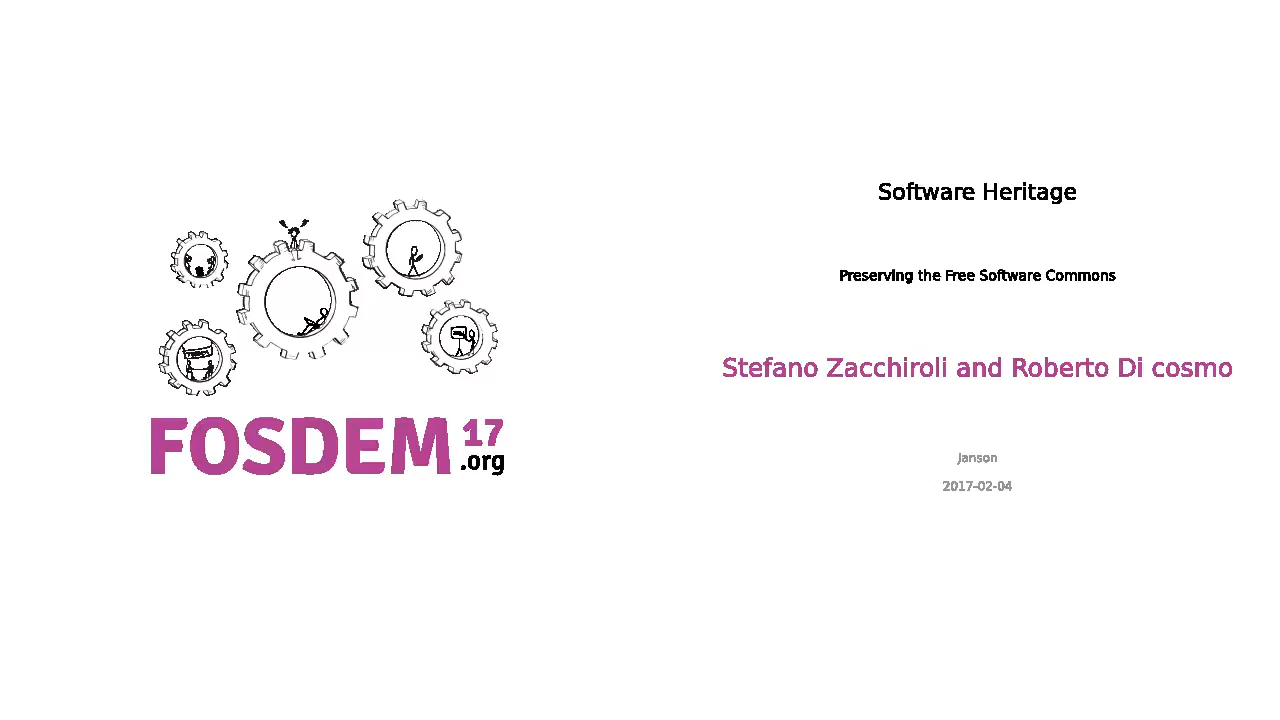 FOSDEM 17
.org
Software Heritage
Preserving the Free Software Commons
Stefano Zacchiroli and Roberto Di cosmo
Janson
2017-02-04